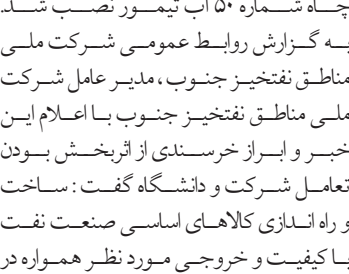 چاه شماره ۵۰ آب تیمور نصب شد.
به گزارش روابط عمومی شرکت ملی
مناطق نفتخیز جنوب، مدیر عامل شرکت
ملی مناطق نفتخیز جنوب با اعلام این
خبر و ابراز خرسندی از اثربخش بودن
تعامل شرکت و دانشگاه گفت: ساخت
و راه اندازی کالاهای اساسی صنعت نفت
با کیفیت و خروجی مورد نظر همواره در